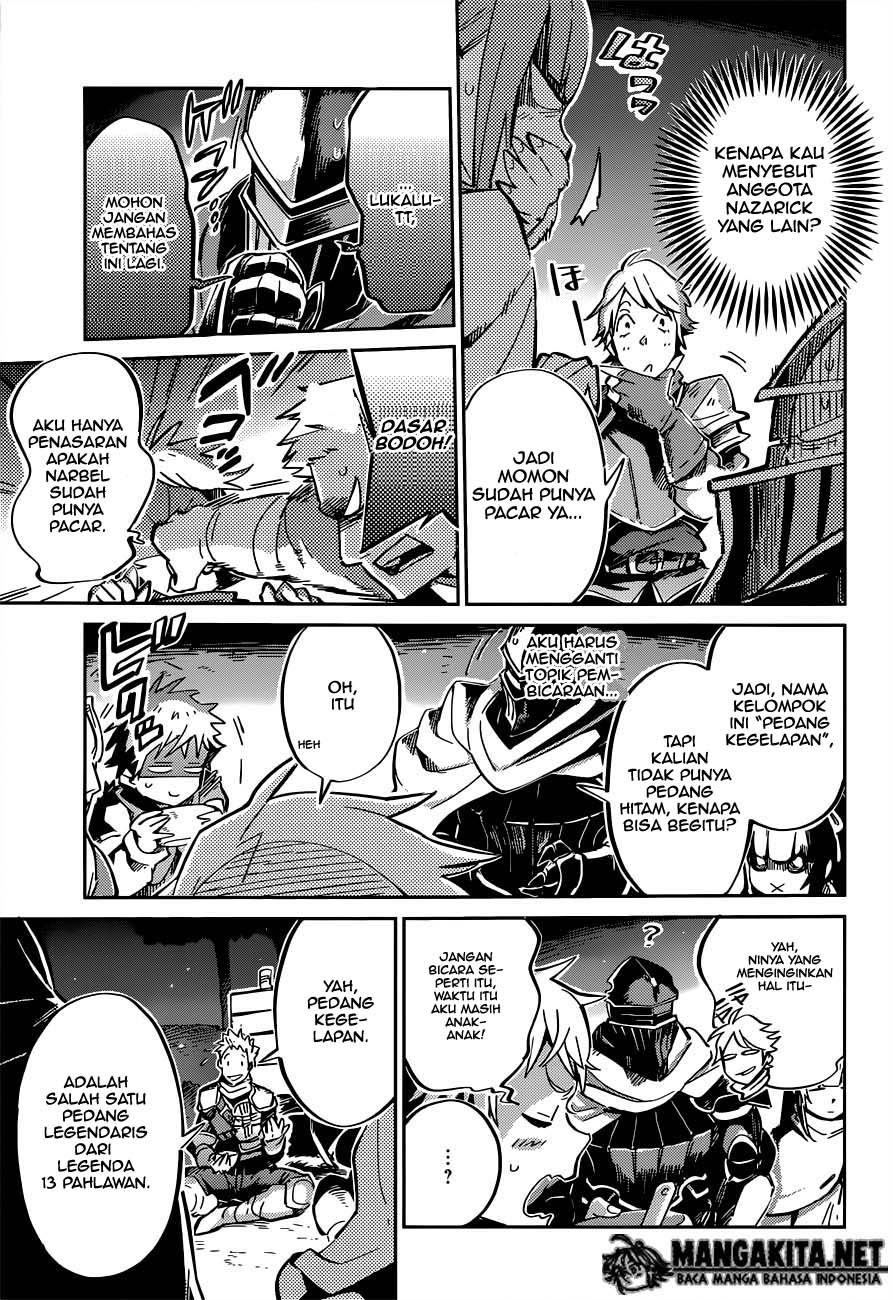 KENAPA KAU
MENYEBUT
ANGGOTA
NAZARICK
YANG LAIN?
ほ
っ
JADI
MOMON
SUDAH PUNYA
PACAR YA...
...
LUKALU-
TT,
MOHON
JANGAN
MEMBAHAS
TENTANG
INI LAGI.
DASAR
BODOH!
AKU HANYA
PENASARAN
APAKAH
NARBEL
SUDAH
PUNYA
PACAR.
JADI, NAMA
KELOMPOK
INI "PEDANG
KEGELAPAN",
TAPI
KALIAN
TIDAK PUNYA
PEDANG
HITAM, KENAPA
BISA BEGITU?
AKU HARUS
MENGGANTI
TOPIK PEM-
BICARAAN...
OH,
ITU
HEH
YAH,
NINYA YANG
MENGINGINKAN
HAL ITU-
?
JANGAN
BICARA SE-
PERTI ITU,
WAKTU ITU
AKU MASIH
ANAK-
ANAK!
...
?
YAH,
PEDANG
KEGE-
LAPAN.
ADALAH
SALAH SATU
PEDANG
LEGENDARIS
DARI
LEGENDA
13 PAHLAWAN.
MANGAKITA.NET
BACA MANGA BAHASA INDONESIA